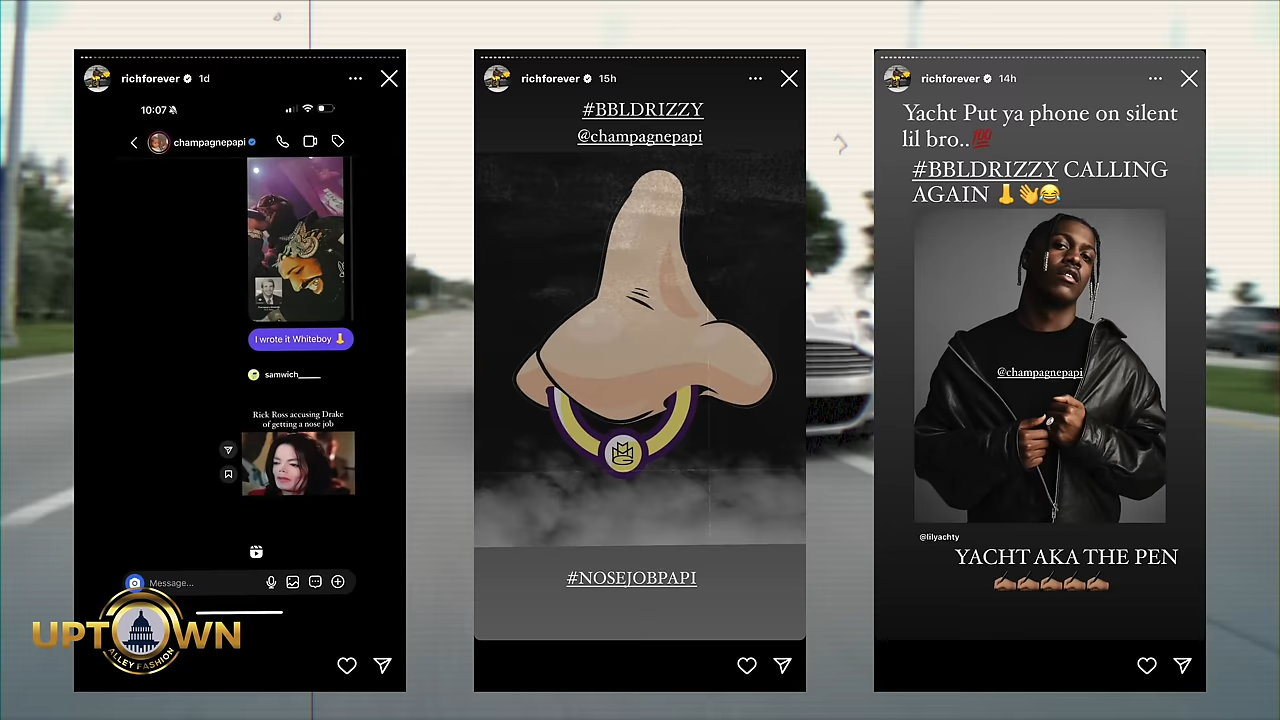 richforever 1d
10:07
champagnepapi
I wrote it Whiteboy 👃
samwich____
Rick Ross accusing Drake
of getting a nose job
Message...
richforever 15h
#BBLDRIZZY
@champagnepapi
MMG
#NOSEJOBPAPI
richforever 14h
Yacht Put ya phone on silent
lil bro..💯
#BBLDRIZZY CALLING
AGAIN 👃👋😂
@champagnepapi
@lilyachty
YACHT AKA THE PEN
✍🏽✍🏽✍🏽✍🏽✍🏽
UPTOWN
ALLEY FASHION